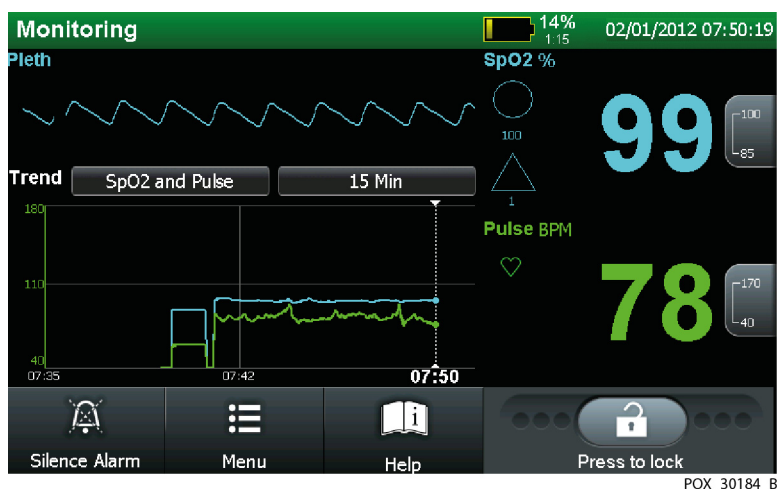 Monitoring
14%
1:15
02/01/2012 07:50:19
Pleth
SpO2 %
100
99
100
85
Trend
SpO2 and Pulse
15 Min
1
180
Pulse BPM
110
78
170
40
40
07:35
07:42
07:50
Silence Alarm
Menu
i
Help
Press to lock
POX_30184_B